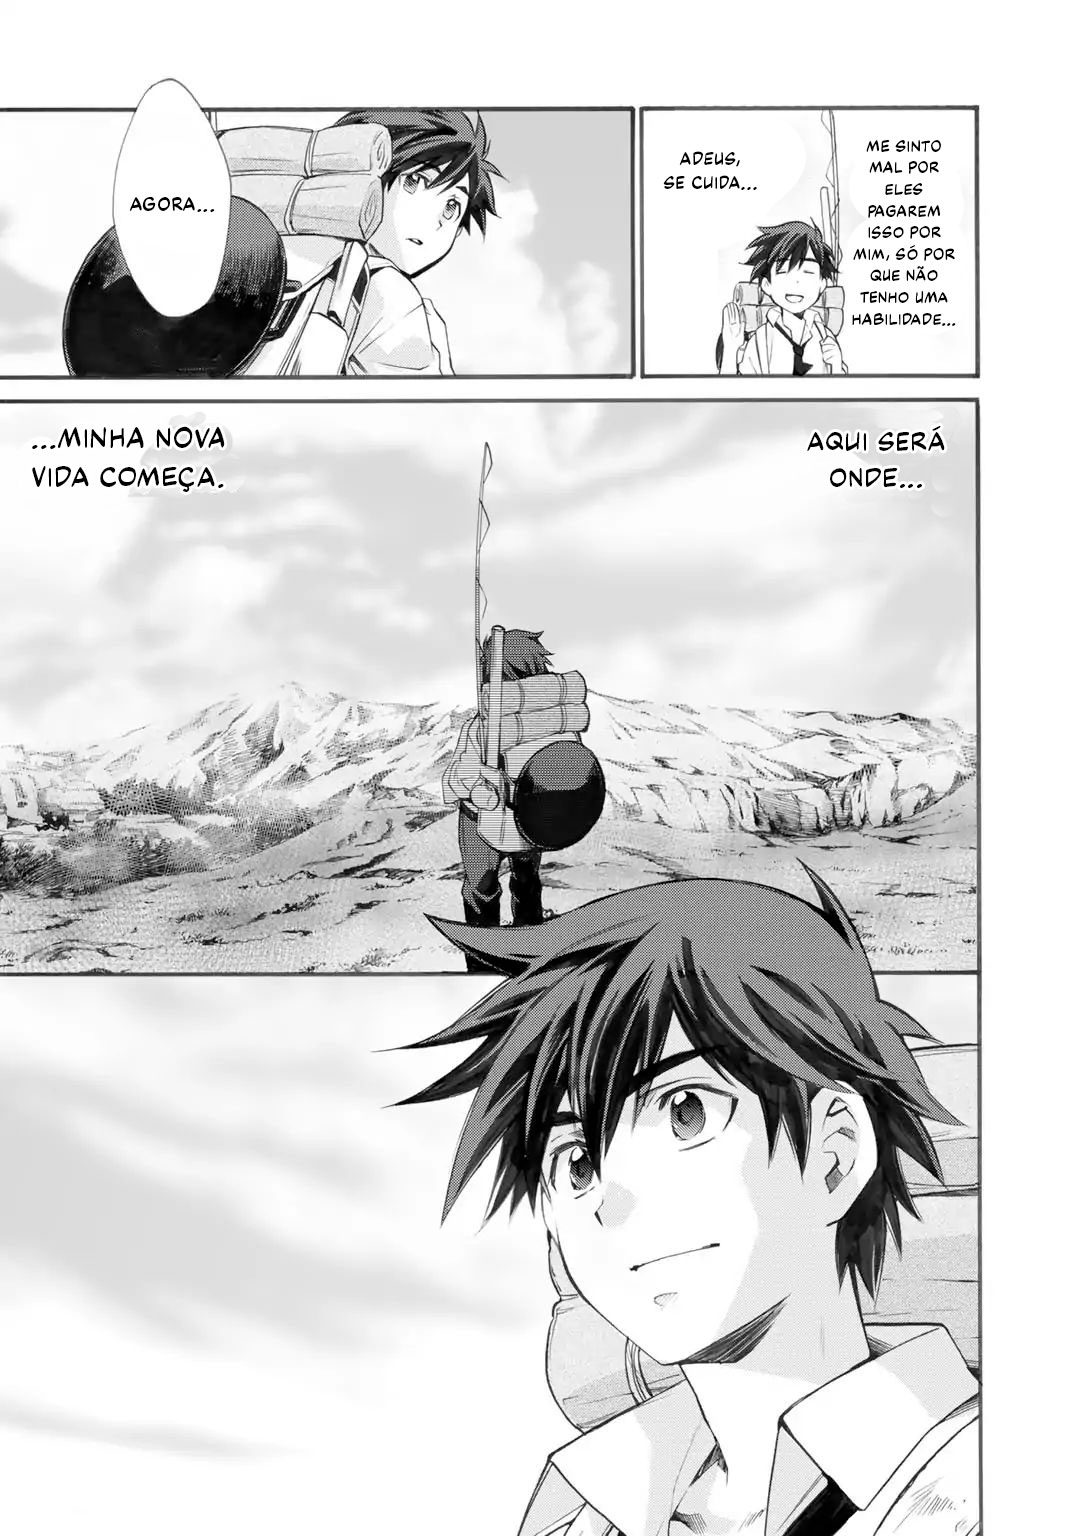 ME SINTO
MAL POR
ELES
PAGAREM
ISSO POR
MIM, SÓ POR
QUE NÃO
TENHO UMA
HABILIDADE...
ADEUS,
SE CUIDA...
AGORA...
AQUI SERÁ
ONDE...
...MINHA NOVA
VIDA COMEÇA.